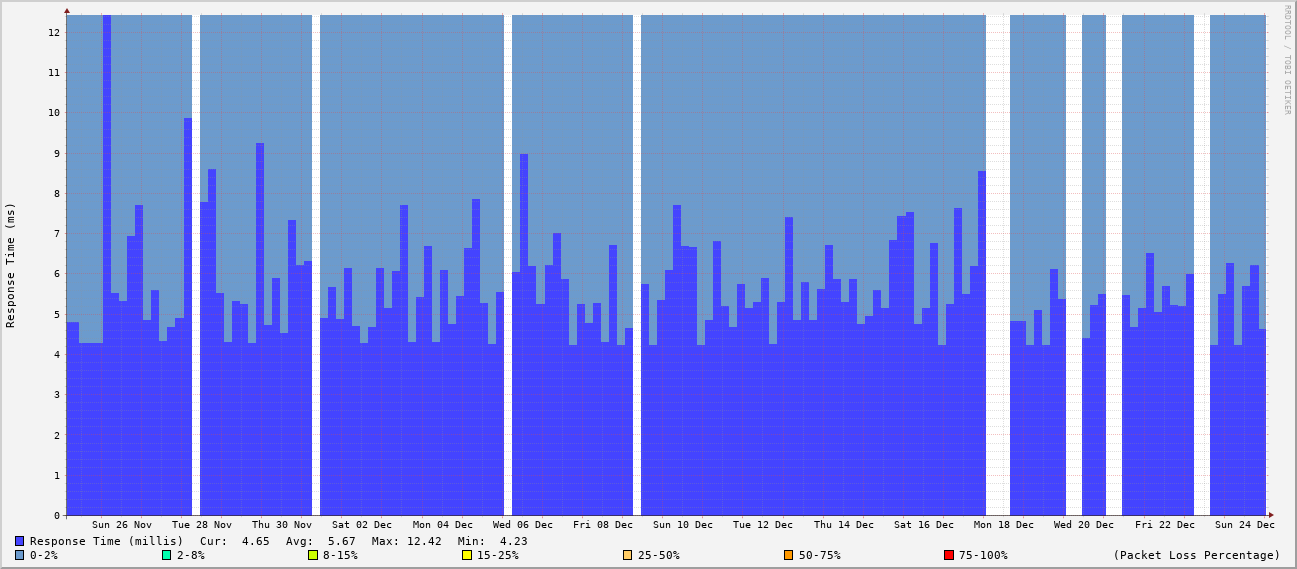 RRDTOOL / TOBI OETIKER
Response Time (ms)
12
11
10
9
8
7
6
5
4
3
2
1
0
Sun 26 Nov Tue 28 Nov Thu 30 Nov Sat 02 Dec Mon 04 Dec Wed 06 Dec Fri 08 Dec Sun 10 Dec Tue 12 Dec Thu 14 Dec Sat 16 Dec Mon 18 Dec Wed 20 Dec Fri 22 Dec Sun 24 Dec
Response Time (millis) Cur: 4.65 Avg: 5.67 Max: 12.42 Min: 4.23
0-2% 2-8% 8-15% 15-25% 25-50% 50-75% 75-100% (Packet Loss Percentage)